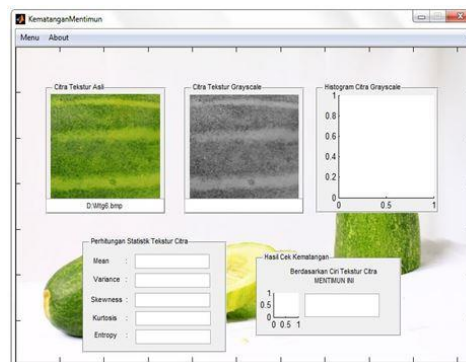 KematanganMentimun
Menu About
Citra Tekstur Asli
Citra Tekstur Grayscale
Histogram Citra Grayscale
1
0.8
0.6
0.4
0.2
0
0 0.5 1
Perhitungan Statistik Tekstur Citra
Mean :
Variance :
Skewness :
Kurtosis :
Entropy :
Hasil Cek Kematangan
Berdasarkan Ciri Tekstur Citra
MENTIMUN INI
1
0.5
0
0 0.5 1